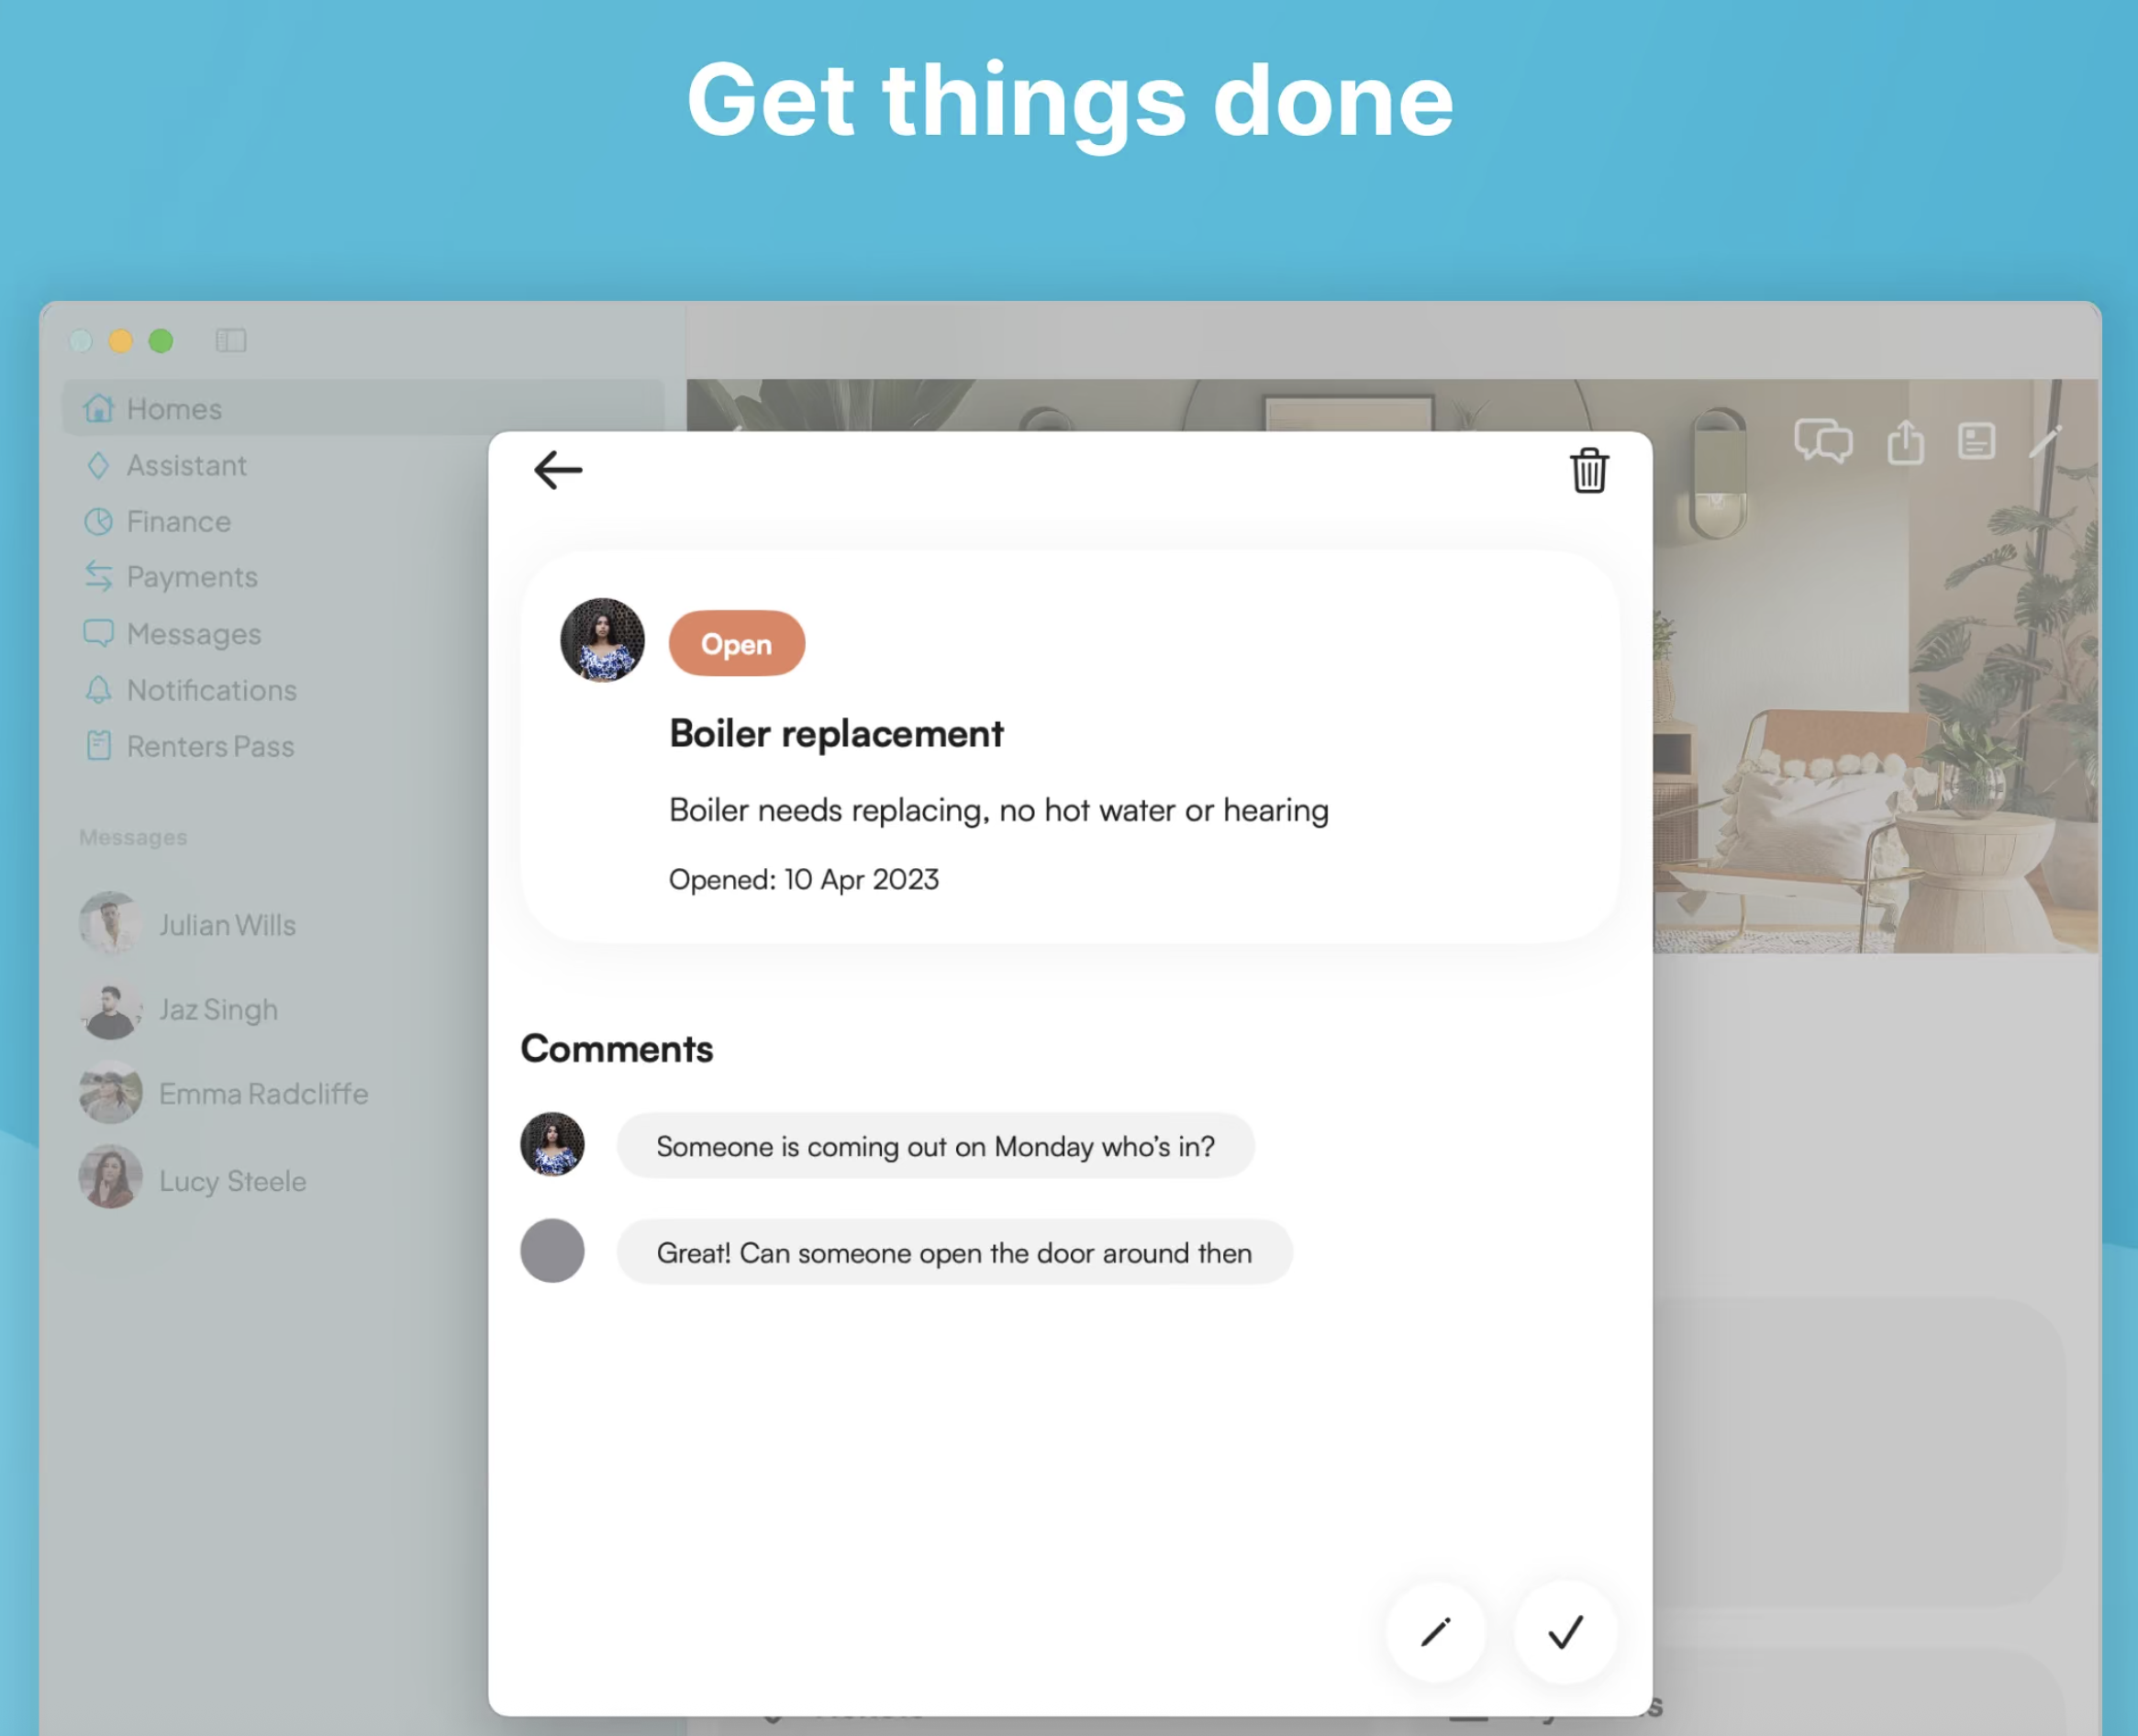 Get things done
Homes
Assistant
Finance
Payments
Messages
Notifications
Renters Pass
Messages
Julian Wills
Jaz Singh
Emma Radcliffe
Lucy Steele
Open
Boiler replacement
Boiler needs replacing, no hot water or hearing
Opened: 10 Apr 2023
Comments
Someone is coming out on Monday who’s in?
Great! Can someone open the door around then